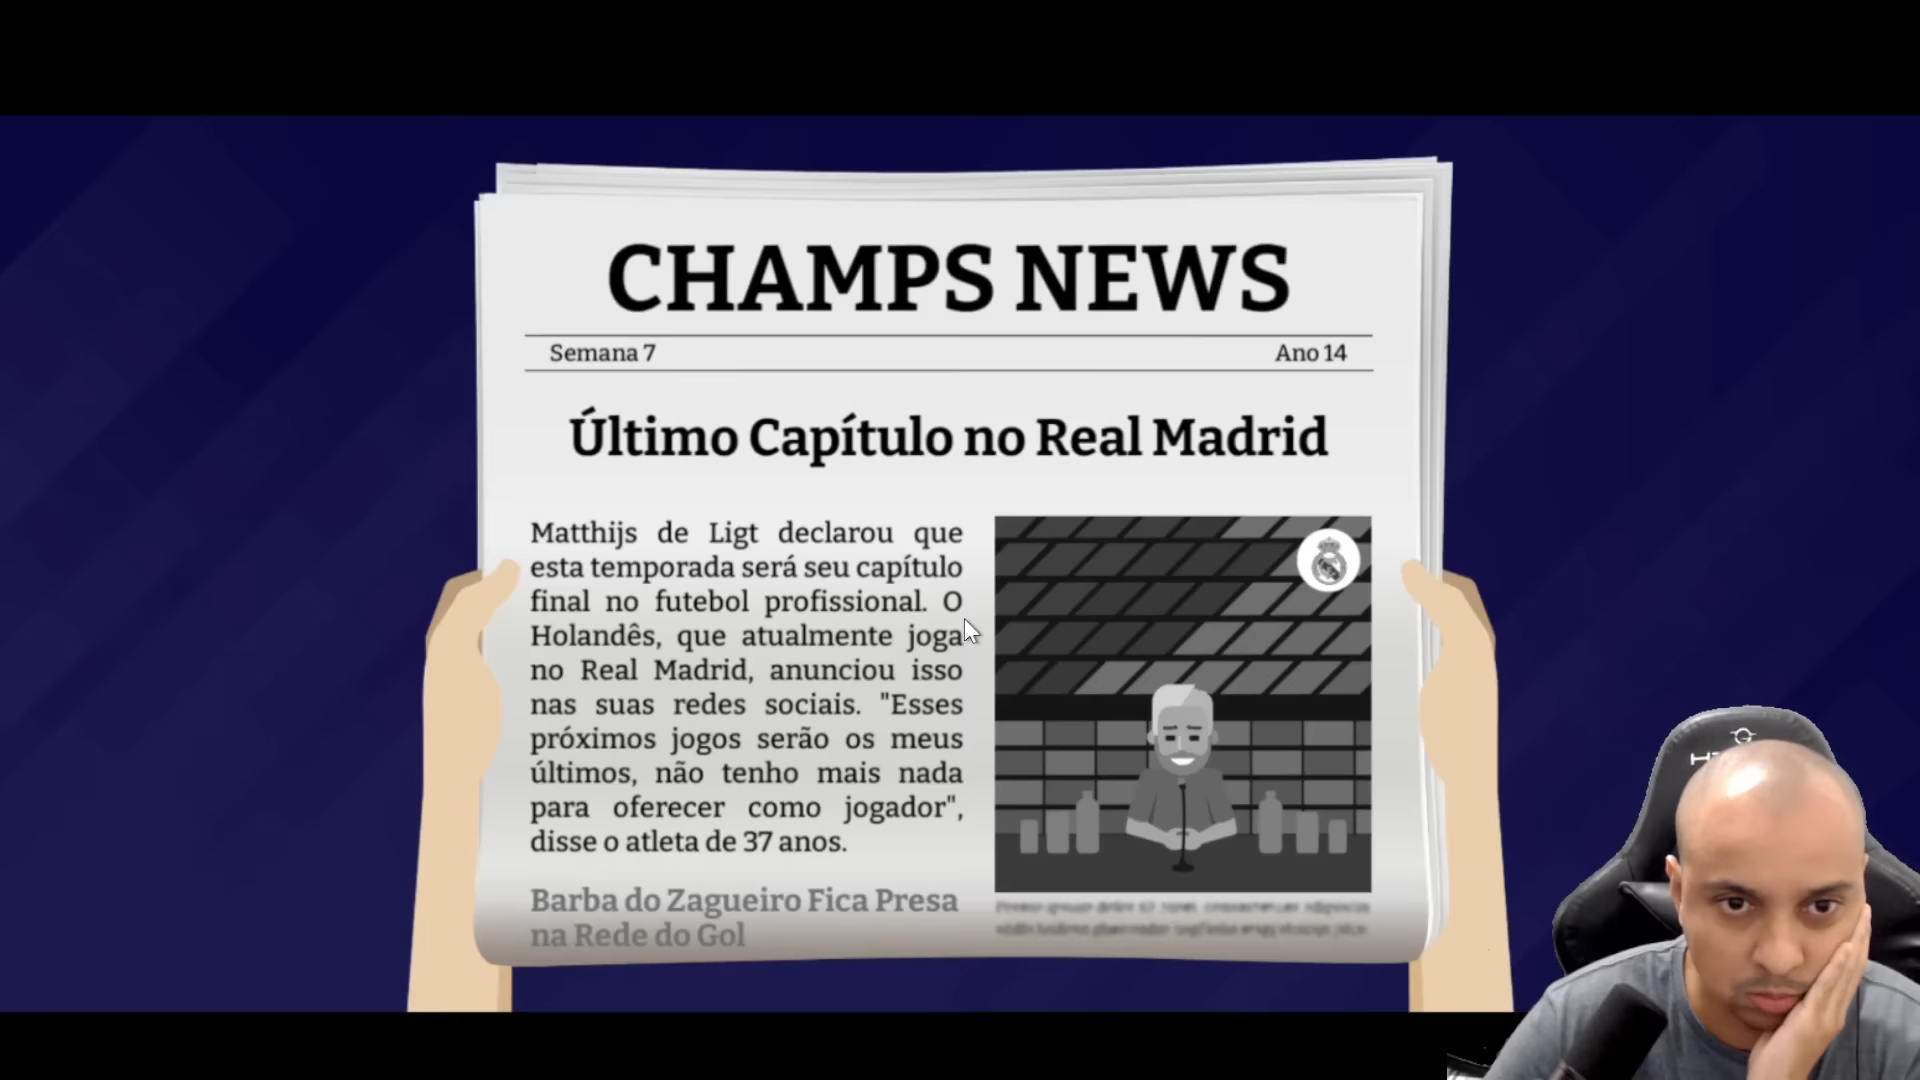 CHAMPS NEWS
Semana 7
Ano 14
Último Capítulo no Real Madrid
Matthijs de Ligt declarou que
esta temporada será seu capítulo
final no futebol profissional. O
Holandês, que atualmente joga
no Real Madrid, anunciou isso
nas suas redes sociais. "Esses
próximos jogos serão os meus
últimos, não tenho mais nada
para oferecer como jogador",
disse o atleta de 37 anos.
Barba do Zagueiro Fica Presa
na Rede do Gol